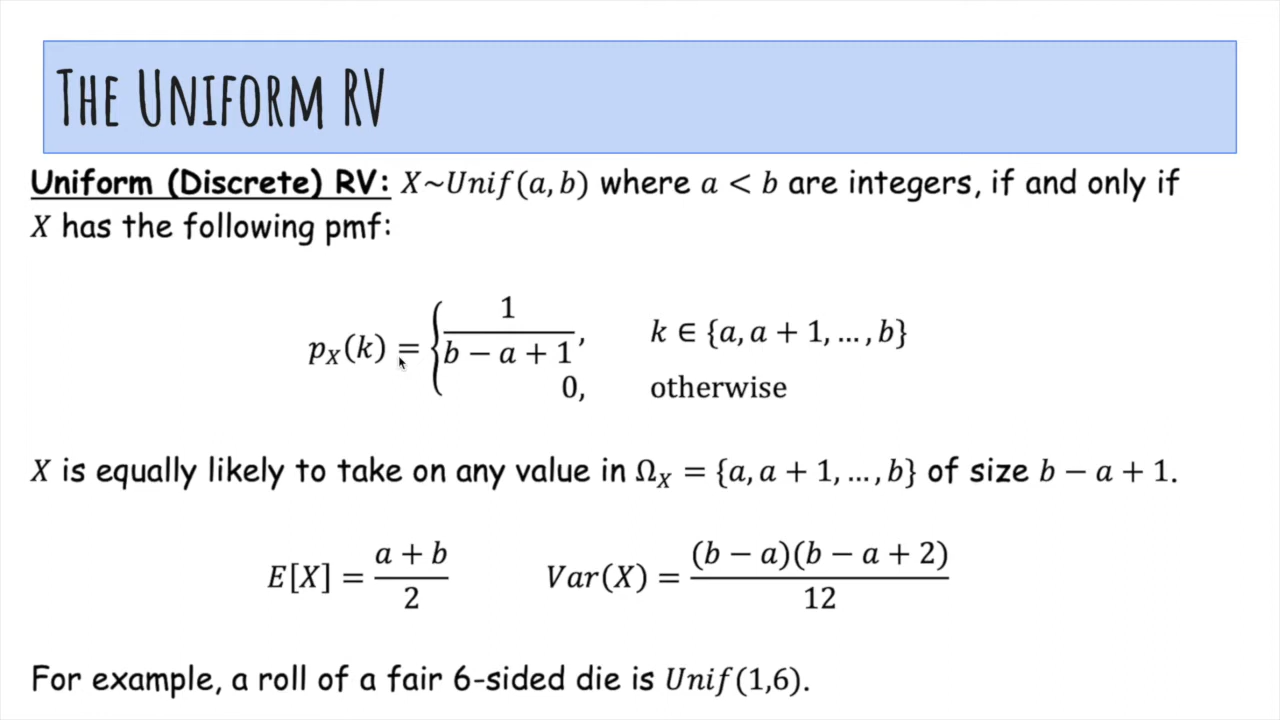 THE UNIFORM RV
Uniform (Discrete) RV: X~Unif(a, b) where a < b are integers, if and only if
X has the following pmf:
p_X(k) = { 1 / (b − a + 1), k ∈ {a, a + 1, …, b}
0, otherwise
X is equally likely to take on any value in Ω_X = {a, a + 1, …, b} of size b − a + 1.
E[X] = (a + b) / 2 Var(X) = (b − a)(b − a + 2) / 12
For example, a roll of a fair 6-sided die is Unif(1,6).